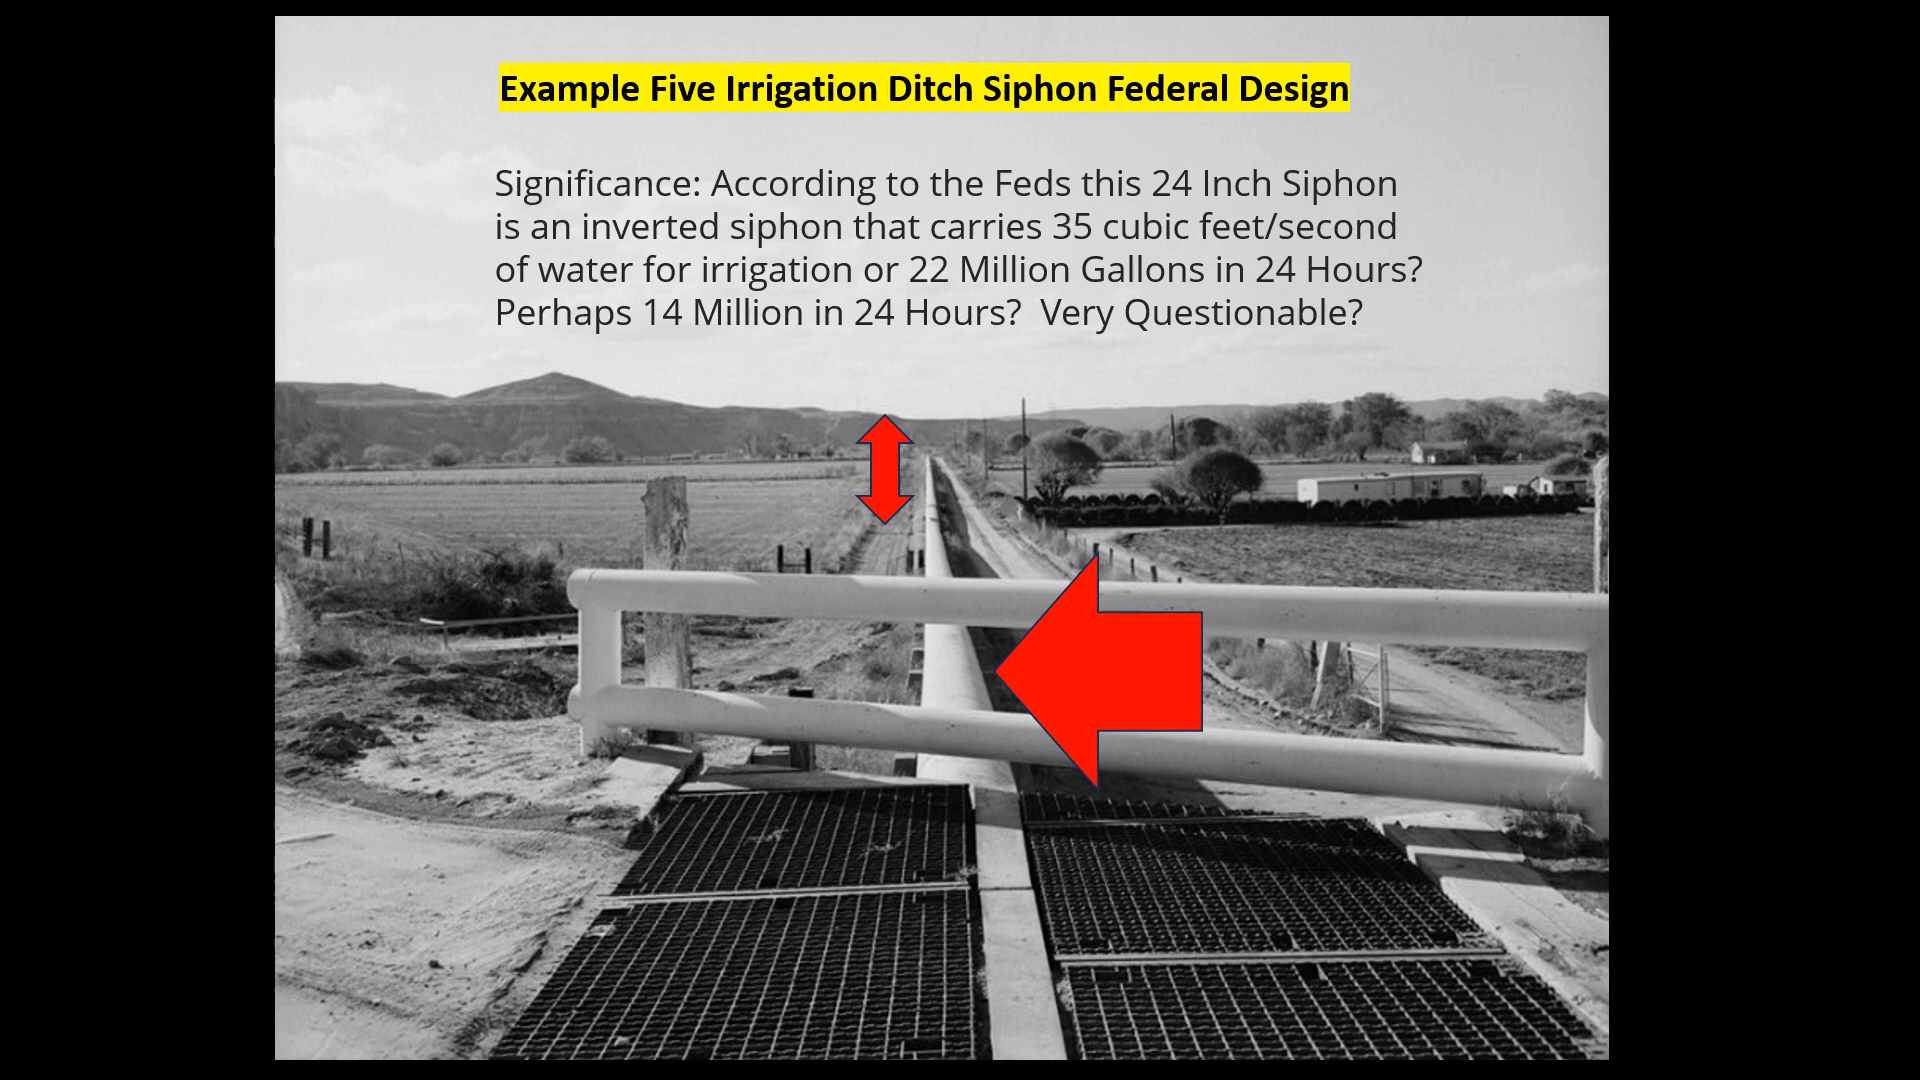 Example Five Irrigation Ditch Siphon Federal Design
Significance: According to the Feds this 24 Inch Siphon
is an inverted siphon that carries 35 cubic feet/second
of water for irrigation or 22 Million Gallons in 24 Hours?
Perhaps 14 Million in 24 Hours?  Very Questionable?